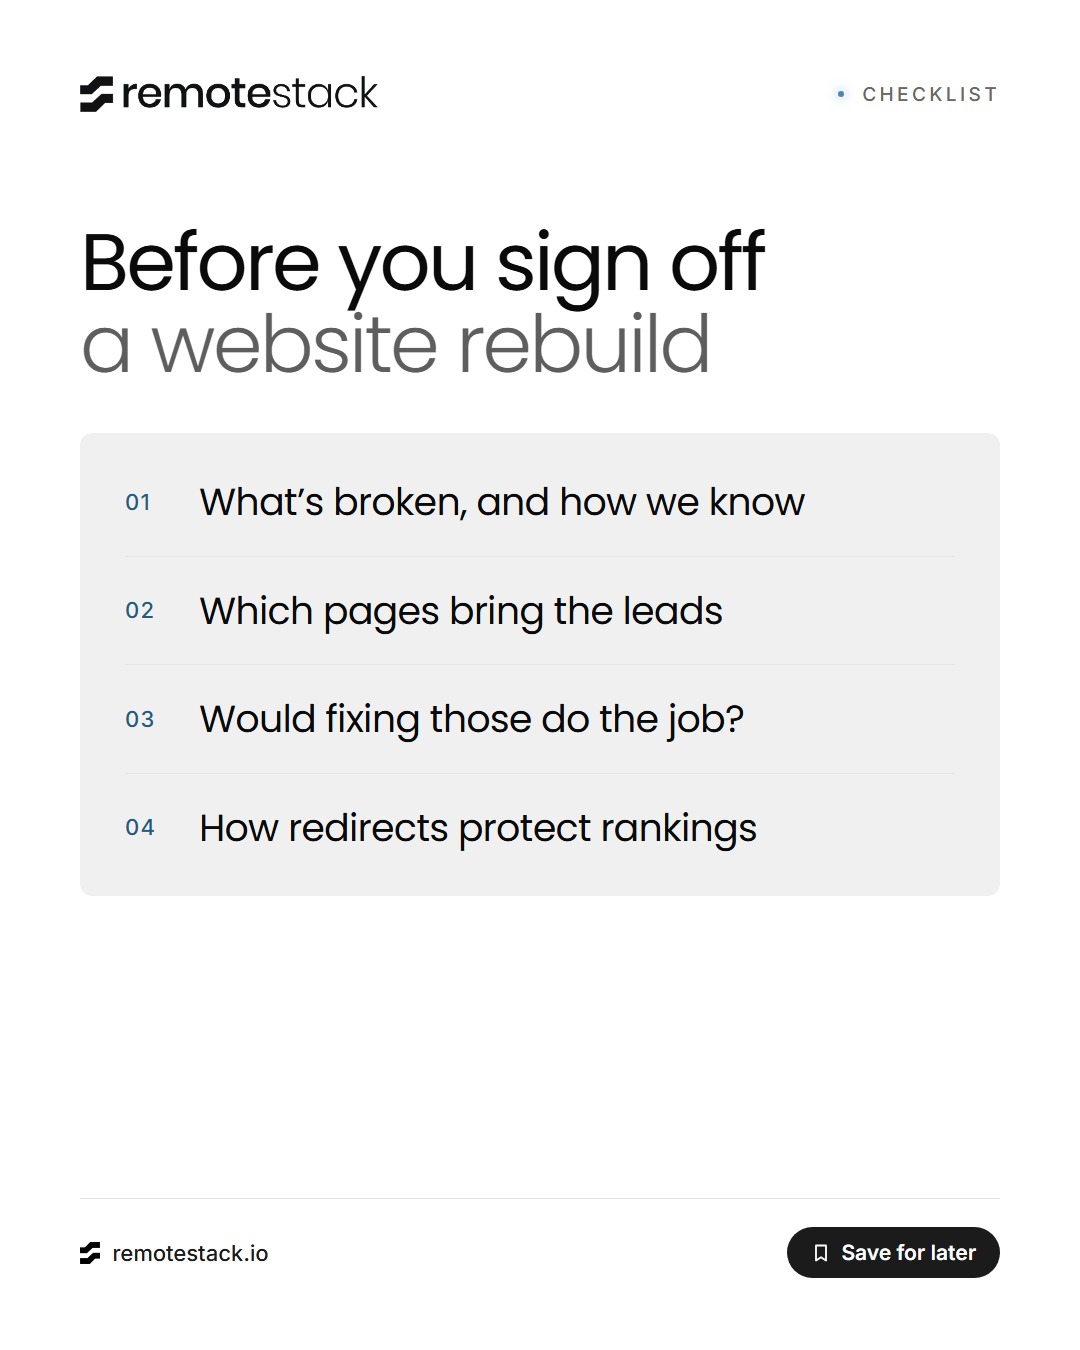 remotestack
CHECKLIST
Before you sign off
a website rebuild
01 What’s broken, and how we know
02 Which pages bring the leads
03 Would fixing those do the job?
04 How redirects protect rankings
remotestack.io
Save for later